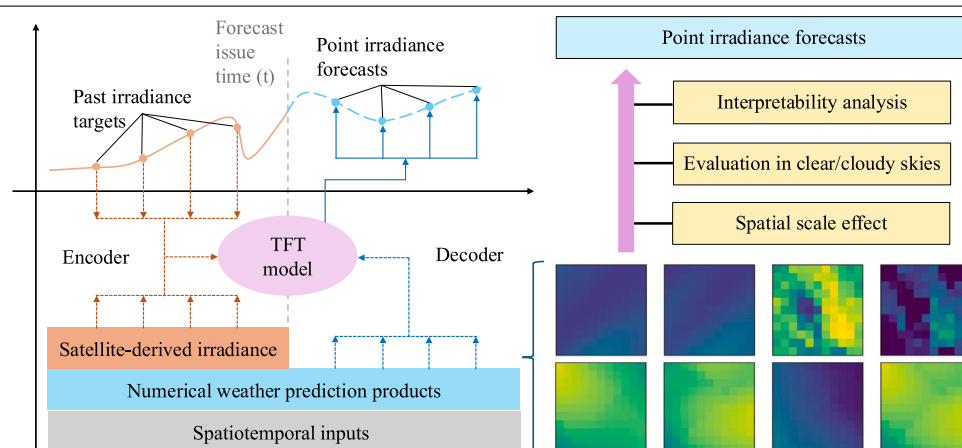 Forecast
issue
time (t)
Past irradiance
targets
Point irradiance
forecasts
Encoder
TFT
model
Decoder
Satellite-derived irradiance
Numerical weather prediction products
Spatiotemporal inputs
Point irradiance forecasts
Interpretability analysis
Evaluation in clear/cloudy skies
Spatial scale effect